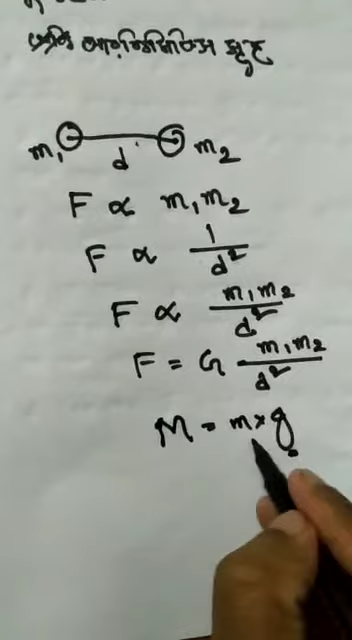 m₁ d m₂
F ∝ m₁m₂
F ∝ 1/d²
F ∝ m₁m₂/d²
F = G m₁m₂/d²
M = m×g